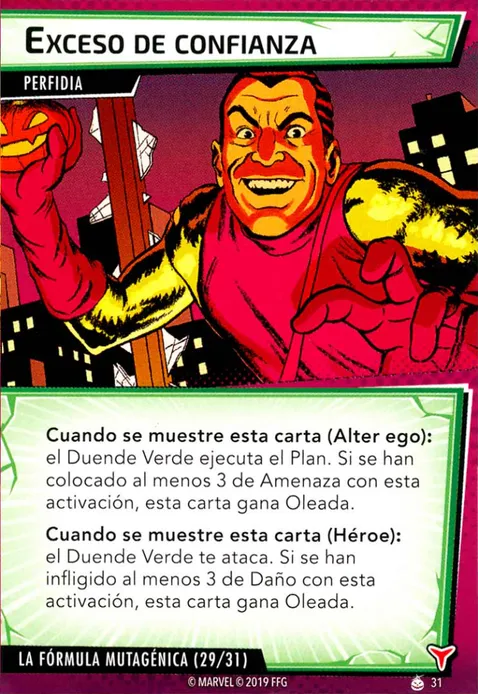 EXCESO DE CONFIANZA
PERFIDIA
Cuando se muestre esta carta (Alter ego):
el Duende Verde ejecuta el Plan. Si se han
colocado al menos 3 de Amenaza con esta
activación, esta carta gana Oleada.
Cuando se muestre esta carta (Héroe):
el Duende Verde te ataca. Si se han
infligido al menos 3 de Daño con esta
activación, esta carta gana Oleada.
LA FÓRMULA MUTAGÉNICA (29/31)
© MARVEL © 2019 FFG
31